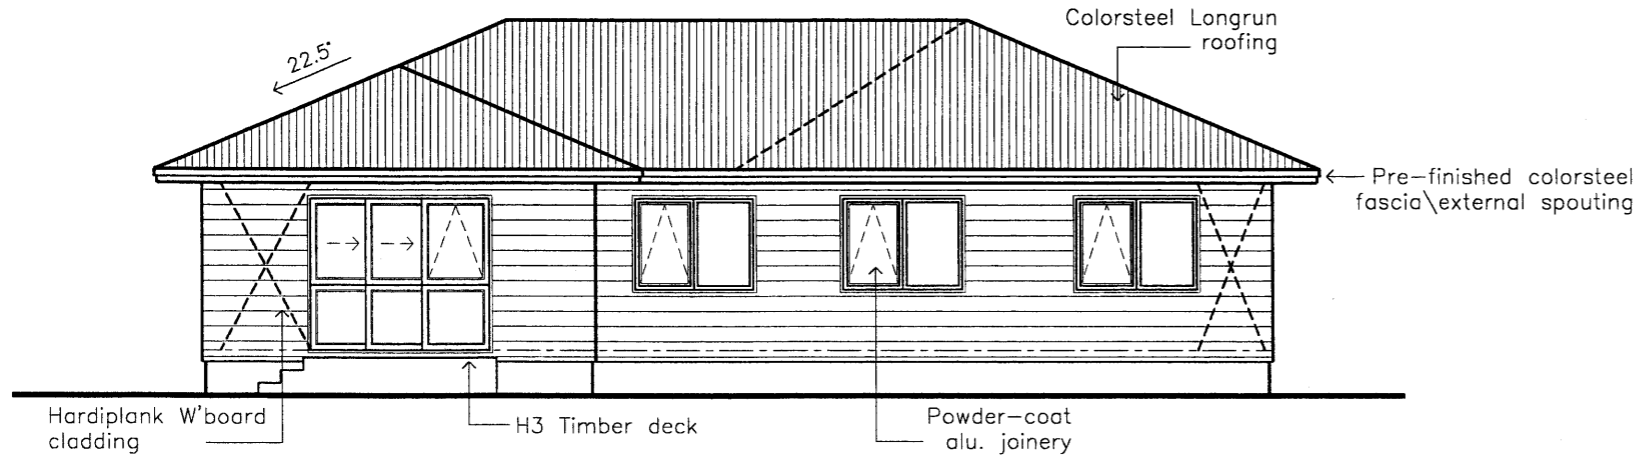 Colorsteel Longrun
roofing
22.5°
Pre-finished colorsteel
fascia\external spouting
Hardiplank W'board
cladding
H3 Timber deck
Powder-coat
alu. joinery